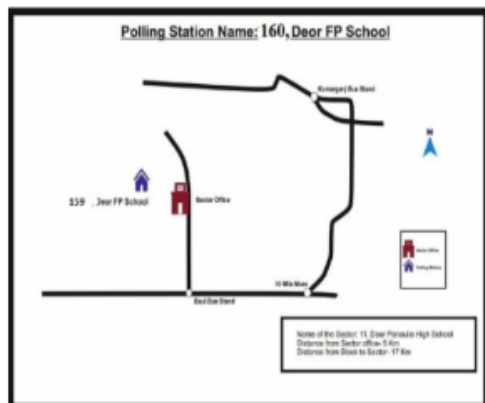 Polling Station Name: 160, Deor FP School
Kumarganj Bus Stand
N
159 , Deor FP School
Sector Office
Sector Office
Polling Station
10 Mile More
Baul Bus Stand
Name of the Sector: 11, Deor Panaulla High School
Distance from Sector office- 5 Km
Distance from Block to Sector- 17 Km